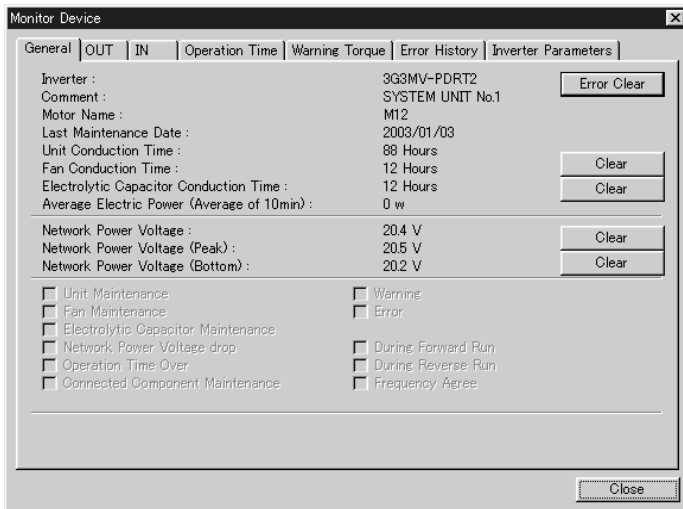 Monitor Device
General OUT IN Operation Time Warning Torque Error History Inverter Parameters
Inverter : 3G3MV-PDRT2 Error Clear
Comment : SYSTEM UNIT No.1
Motor Name : M12
Last Maintenance Date : 2003/01/03
Unit Conduction Time : 88 Hours
Fan Conduction Time : 12 Hours Clear
Electrolytic Capacitor Conduction Time : 12 Hours Clear
Average Electric Power (Average of 10min) : 0 w
Network Power Voltage : 20.4 V
Network Power Voltage (Peak) : 20.5 V Clear
Network Power Voltage (Bottom) : 20.2 V Clear
Unit Maintenance Warning
Fan Maintenance Error
Electrolytic Capacitor Maintenance
Network Power Voltage drop During Forward Run
Operation Time Over During Reverse Run
Connected Component Maintenance Frequency Agree
Close